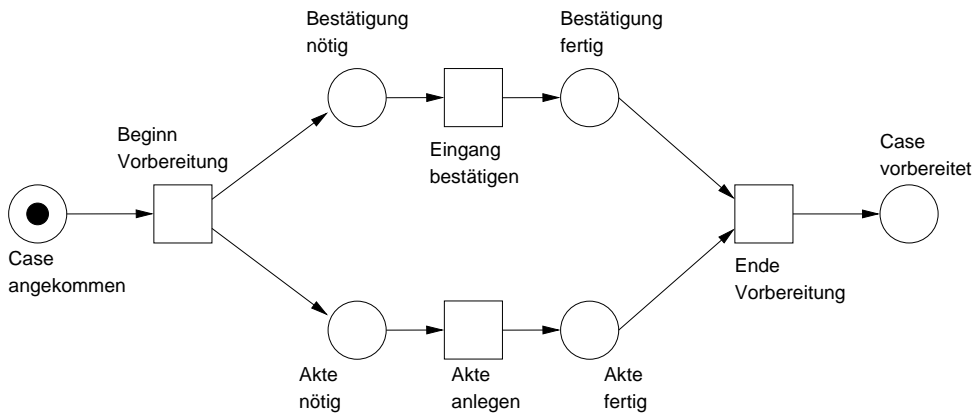 Bestätigung
nötig
Bestätigung
fertig
Beginn
Vorbereitung
Eingang
bestätigen
Case
vorbereitet
Case
angekommen
Ende
Vorbereitung
Akte
nötig
Akte
anlegen
Akte
fertig